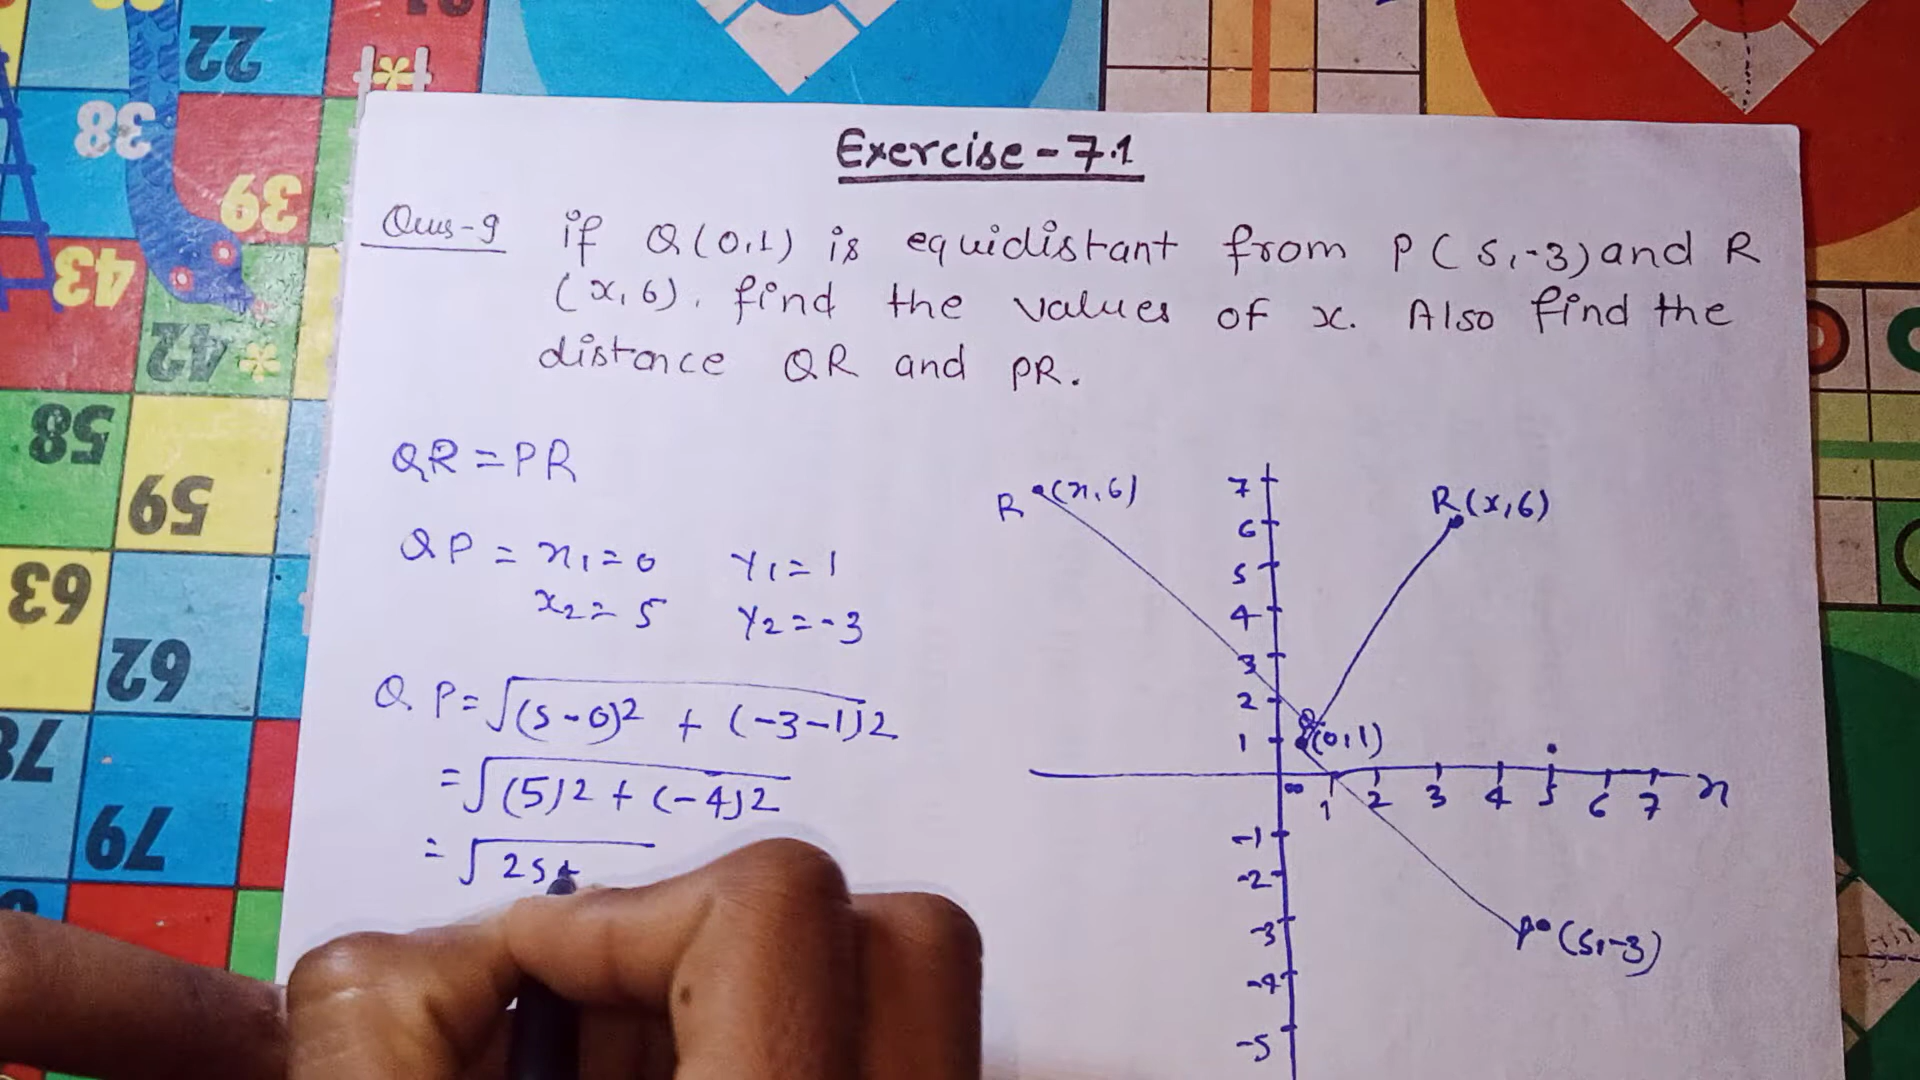 22
38
39
43
42
58
59
63
62
78
79
Exercise-7.1
Qus-9 if Q(0,1) is equidistant from P(5,-3) and R
(x,6). find the values of x. Also find the
distance QR and PR.
QR = PR
QP = x1=0 y1=1
x2=5 y2=-3
QP=√(5-0)2 + (-3-1)2
=√(5)2+(-4)2
=√25+
R (x,6)
R(x,6)
7
6
5
4
3
2
1
Q
(0,1)
1 2 3 4 5 6 7 x
-1
-2
-3
-4
-5
P (5,-3)